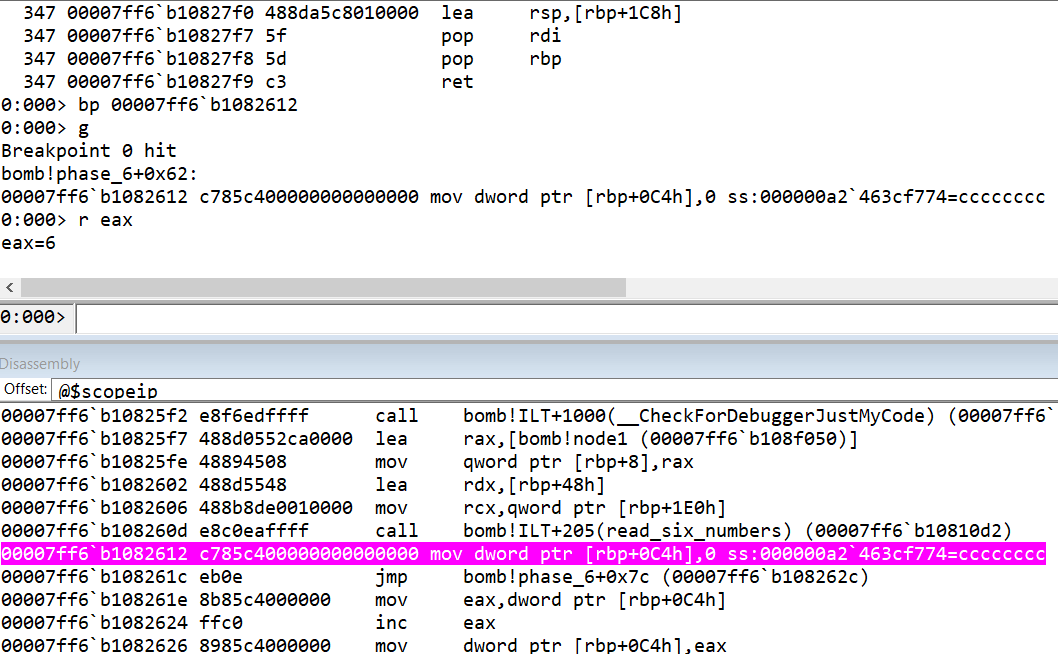 347 00007ff6`b10827f0 488da5c8010000 lea rsp,[rbp+1C8h]
347 00007ff6`b10827f7 5f pop rdi
347 00007ff6`b10827f8 5d pop rbp
347 00007ff6`b10827f9 c3 ret
0:000> bp 00007ff6`b1082612
0:000> g
Breakpoint 0 hit
bomb!phase_6+0x62:
00007ff6`b1082612 c785c400000000000000 mov dword ptr [rbp+0C4h],0 ss:000000a2`463cf774=cccccccc
0:000> r eax
eax=6
0:000>
Disassembly
Offset: @$scopeip
00007ff6`b10825f2 e8f6edffff call bomb!ILT+1000(__CheckForDebuggerJustMyCode) (00007ff6`
00007ff6`b10825f7 488d0552ca0000 lea rax,[bomb!node1 (00007ff6`b108f050)]
00007ff6`b10825fe 48894508 mov qword ptr [rbp+8],rax
00007ff6`b1082602 488d5548 lea rdx,[rbp+48h]
00007ff6`b1082606 488b8de0010000 mov rcx,qword ptr [rbp+1E0h]
00007ff6`b108260d e8c0eaffff call bomb!ILT+205(read_six_numbers) (00007ff6`b10810d2)
00007ff6`b1082612 c785c400000000000000 mov dword ptr [rbp+0C4h],0 ss:000000a2`463cf774=cccccccc
00007ff6`b108261c eb0e jmp bomb!phase_6+0x7c (00007ff6`b108262c)
00007ff6`b108261e 8b85c4000000 mov eax,dword ptr [rbp+0C4h]
00007ff6`b1082624 ffc0 inc eax
00007ff6`b1082626 8985c4000000 mov dword ptr [rbp+0C4h],eax